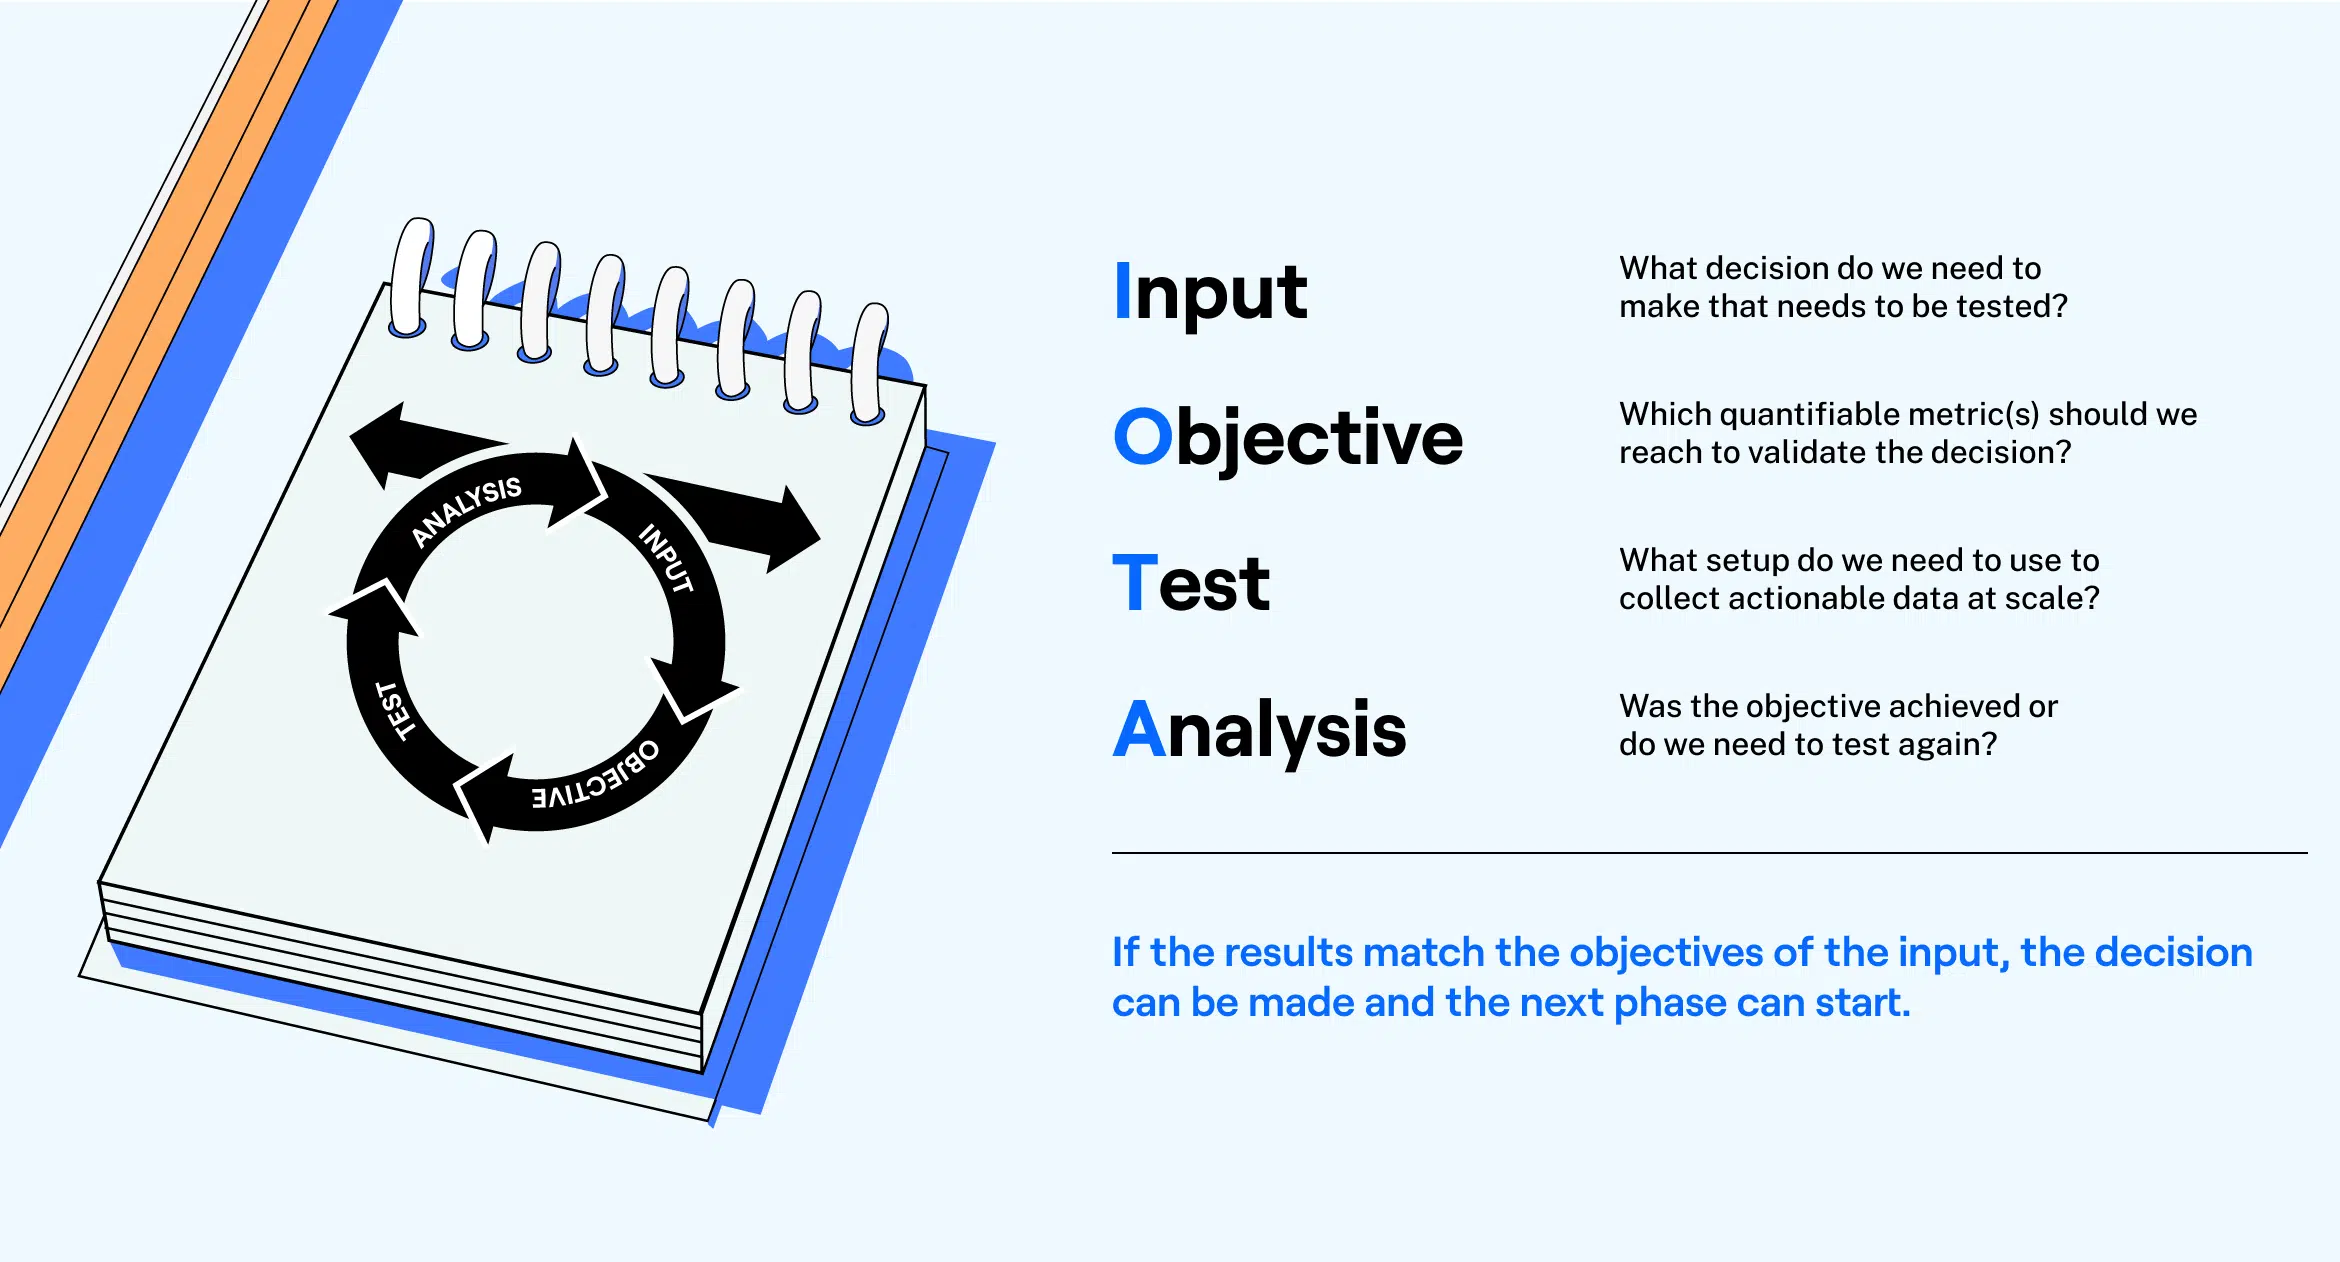 ANALYSIS
INPUT
OBJECTIVE
TEST
Input
What decision do we need to
make that needs to be tested?
Objective
Which quantifiable metric(s) should we
reach to validate the decision?
Test
What setup do we need to use to
collect actionable data at scale?
Analysis
Was the objective achieved or
do we need to test again?
If the results match the objectives of the input, the decision
can be made and the next phase can start.